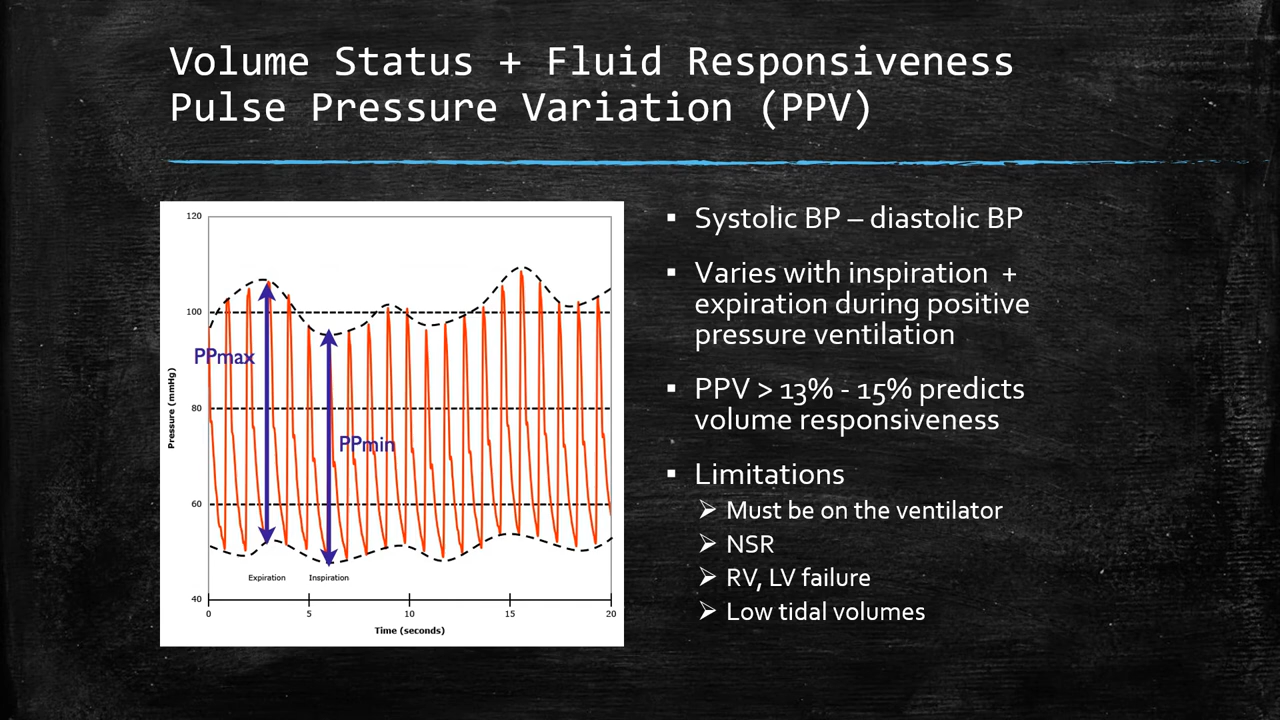 Volume Status + Fluid Responsiveness
Pulse Pressure Variation (PPV)
120
100
80
60
40
Pressure (mmHg)
PPmax
PPmin
Expiration
Inspiration
0
5
10
15
20
Time (seconds)
▪ Systolic BP – diastolic BP
▪ Varies with inspiration +
expiration during positive
pressure ventilation
▪ PPV > 13% - 15% predicts
volume responsiveness
▪ Limitations
➢ Must be on the ventilator
➢ NSR
➢ RV, LV failure
➢ Low tidal volumes